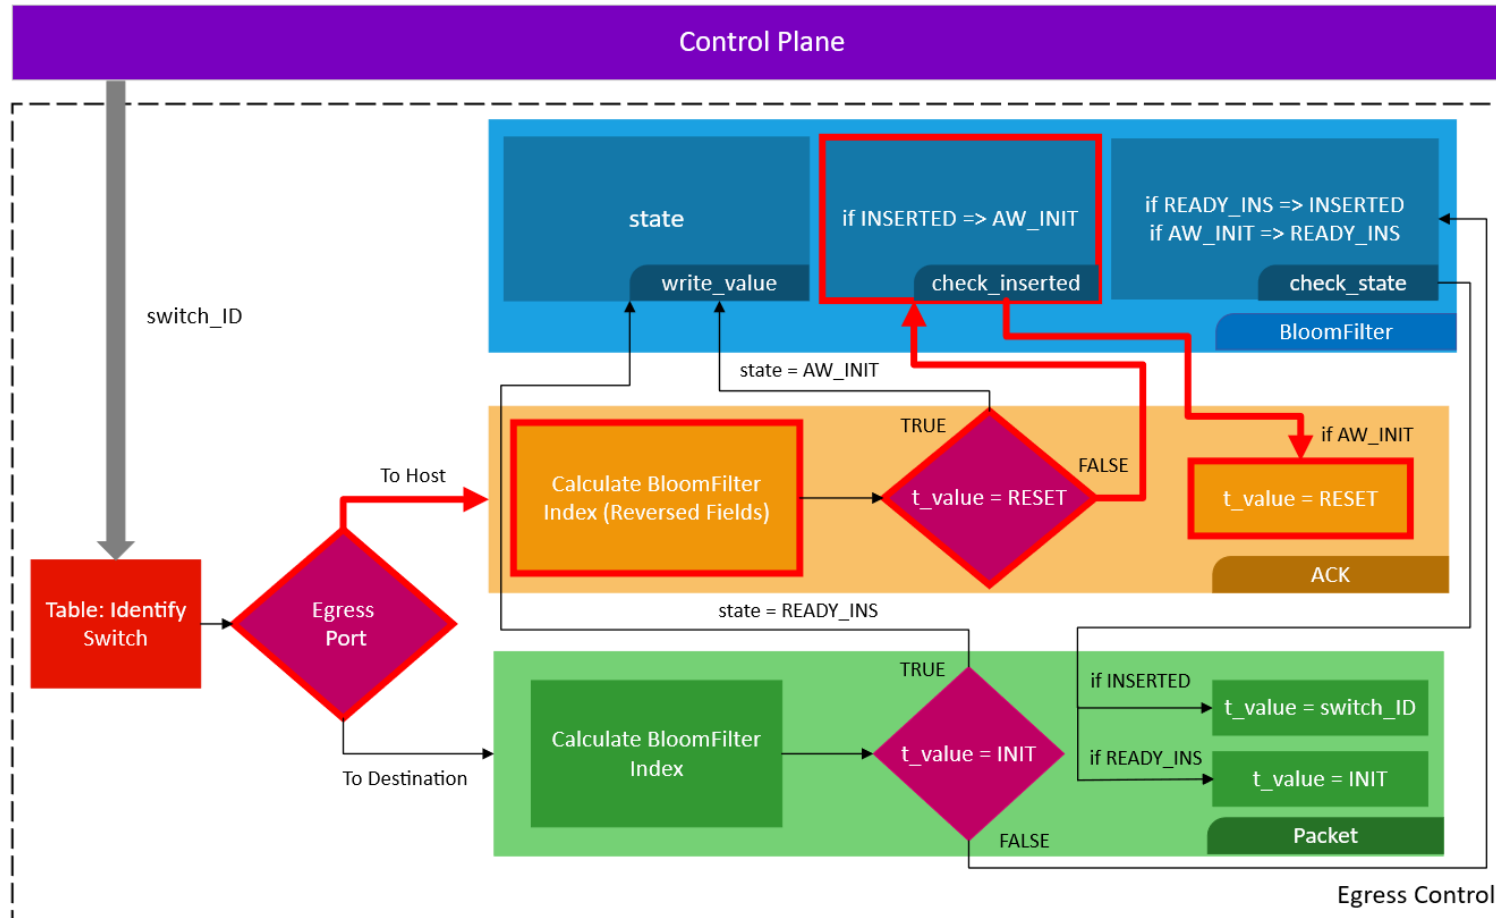 Control Plane
switch_ID
state
write_value
if INSERTED => AW_INIT
check_inserted
if READY_INS => INSERTED
if AW_INIT => READY_INS
check_state
BloomFilter
state = AW_INIT
TRUE
FALSE
if AW_INIT
To Host
Calculate BloomFilter
Index (Reversed Fields)
t_value = RESET
t_value = RESET
ACK
Table: Identify
Switch
Egress
Port
state = READY_INS
To Destination
TRUE
Calculate BloomFilter
Index
t_value = INIT
FALSE
if INSERTED
t_value = switch_ID
if READY_INS
t_value = INIT
Packet
Egress Control